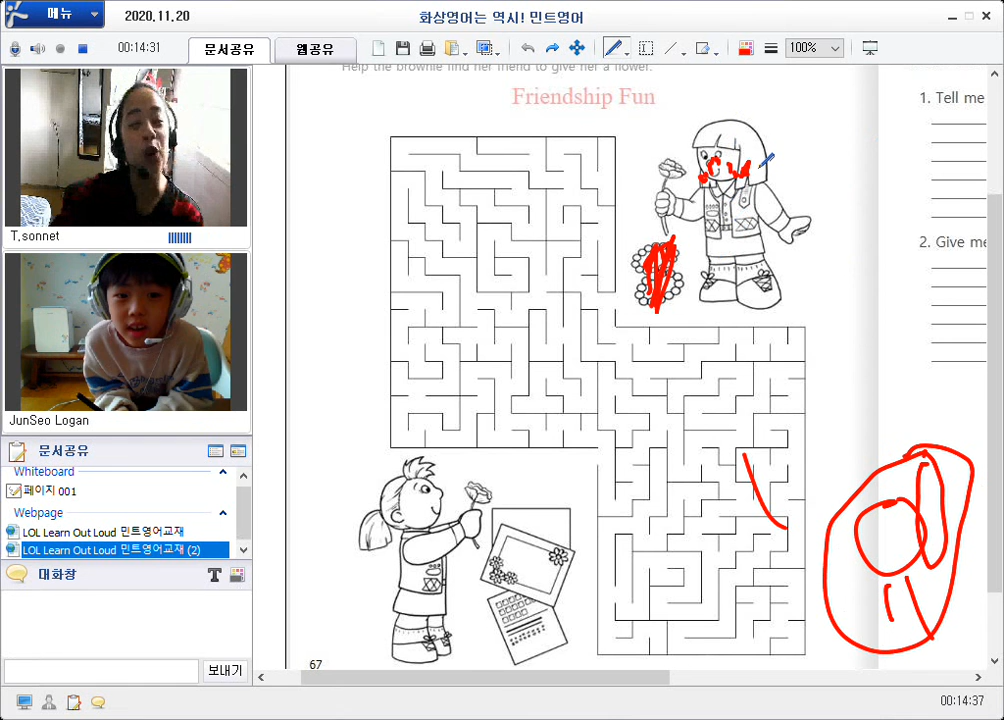 메뉴
2020.11.20
화상영어는 역시! 민트영어
00:14:31
문서공유
웹공유
100%
T,sonnet
JunSeo Logan
문서공유
Whiteboard
페이지 001
Webpage
LOL Learn Out Loud 민트영어교재
LOL Learn Out Loud 민트영어교재 (2)
대화창
T
보내기
Help the brownie find her friend to give her a flower.
Friendship Fun
1. Tell me
2. Give me
67
00:14:37